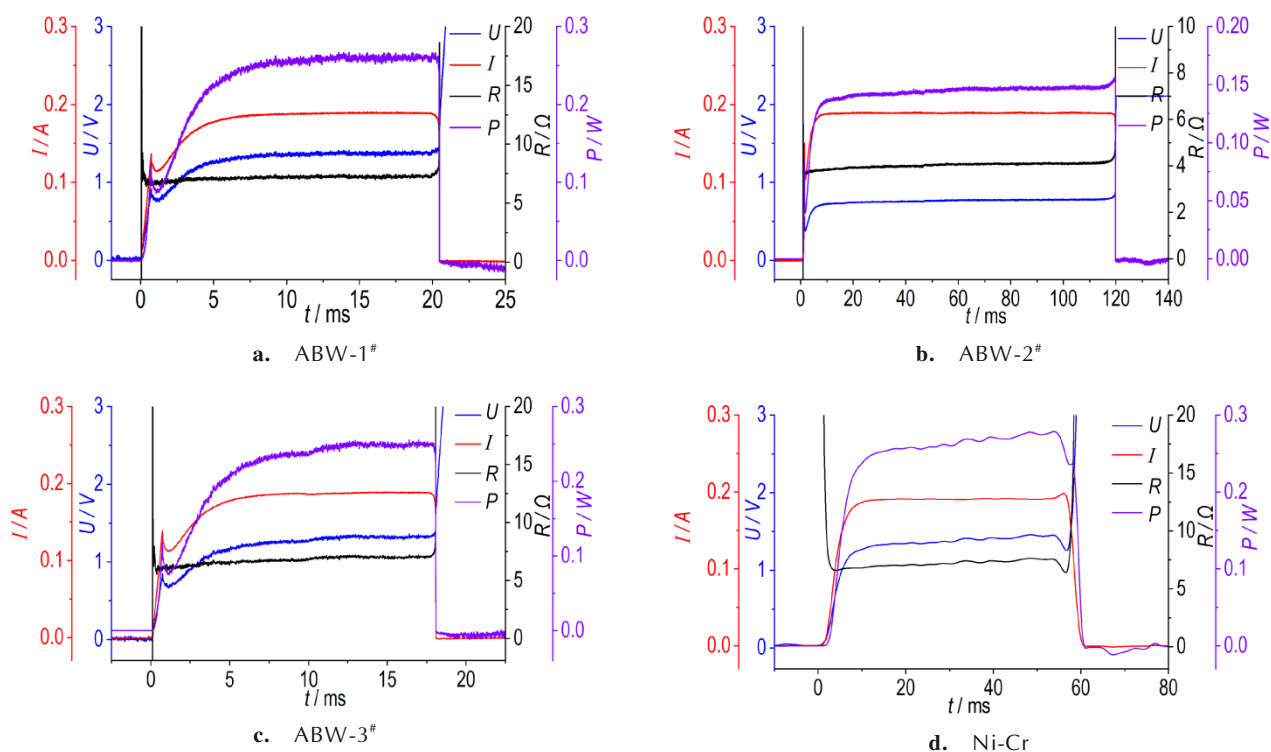 0.3 3 U 20 0.3
I
R 15
0.2 2 P 0.2
I / A U / V 10 R / Ω P / W
0.1 1 0.1
5
0.0 0 0 0.0
0 5 10 15 20 25
t / ms
a. ABW-1#
0.3 3 U 10 0.20
I
8
R 0.15
0.2 2 P 6
I / A U / V R / Ω 0.10 P / W
0.1 1 4
0.05
2
0.0 0 0 0.0
0 20 40 60 80 100 120 140
t / ms
b. ABW-2#
0.3 3 U 20 0.3
I
R 15
0.2 2 P 0.2
I / A U / V 10 R / Ω P / W
0.1 1 0.1
5
0.0 0 0 0.0
0 5 10 15 20
t / ms
c. ABW-3#
0.3 3 U 20 0.3
I
R 15
0.2 2 P 0.2
I / A U / V 10 R / Ω P / W
0.1 1 0.1
5
0.0 0 0 0.0
0 20 40 60 80
t / ms
d. Ni-Cr